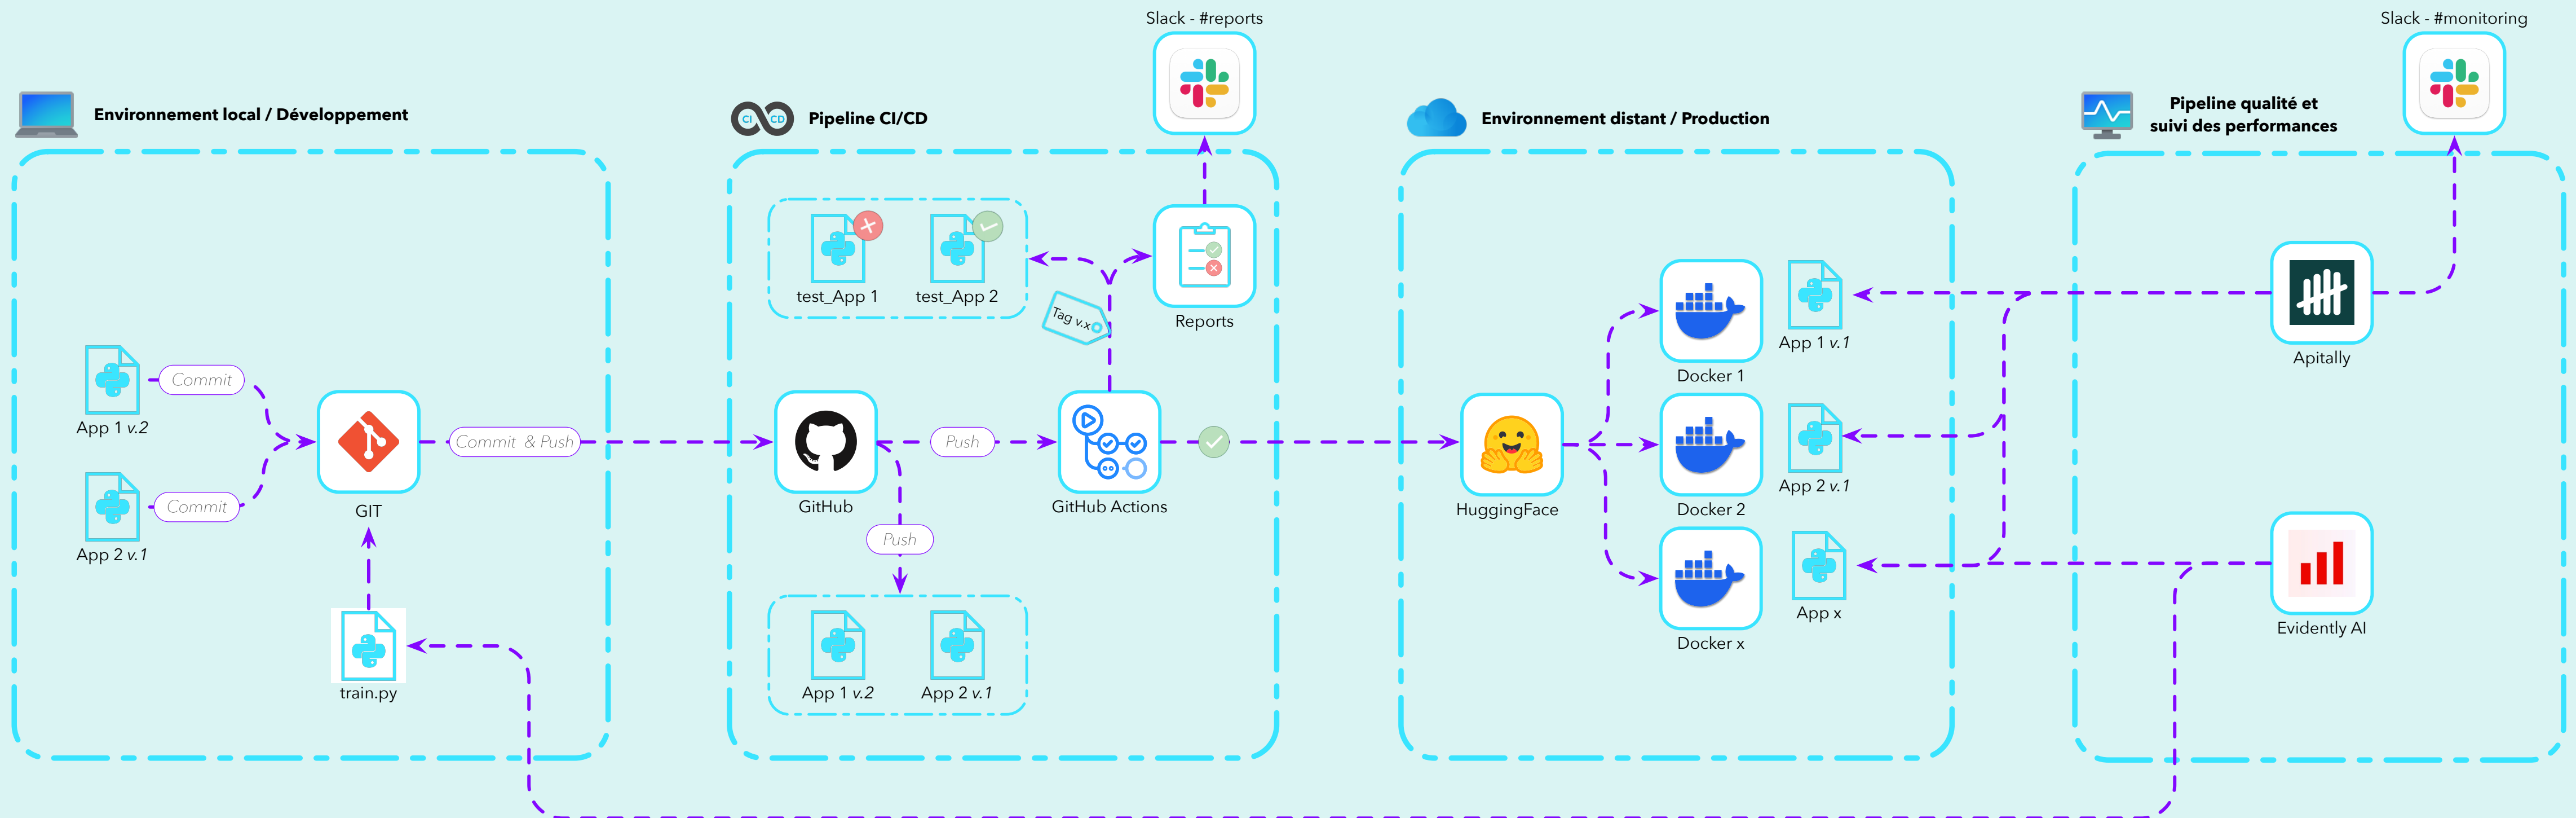 Slack - #reports
Slack - #monitoring
Environnement local / Développement
CI CD
Pipeline CI/CD
Environnement distant / Production
Pipeline qualité et
suivi des performances
App 1 v.2
Commit
App 2 v.1
Commit
GIT
Commit & Push
train.py
test_App 1
test_App 2
Tag v.x
Reports
GitHub
Push
GitHub Actions
Push
App 1 v.2
App 2 v.1
HuggingFace
Docker 1
App 1 v.1
Docker 2
App 2 v.1
Docker x
App x
Apitally
Evidently AI